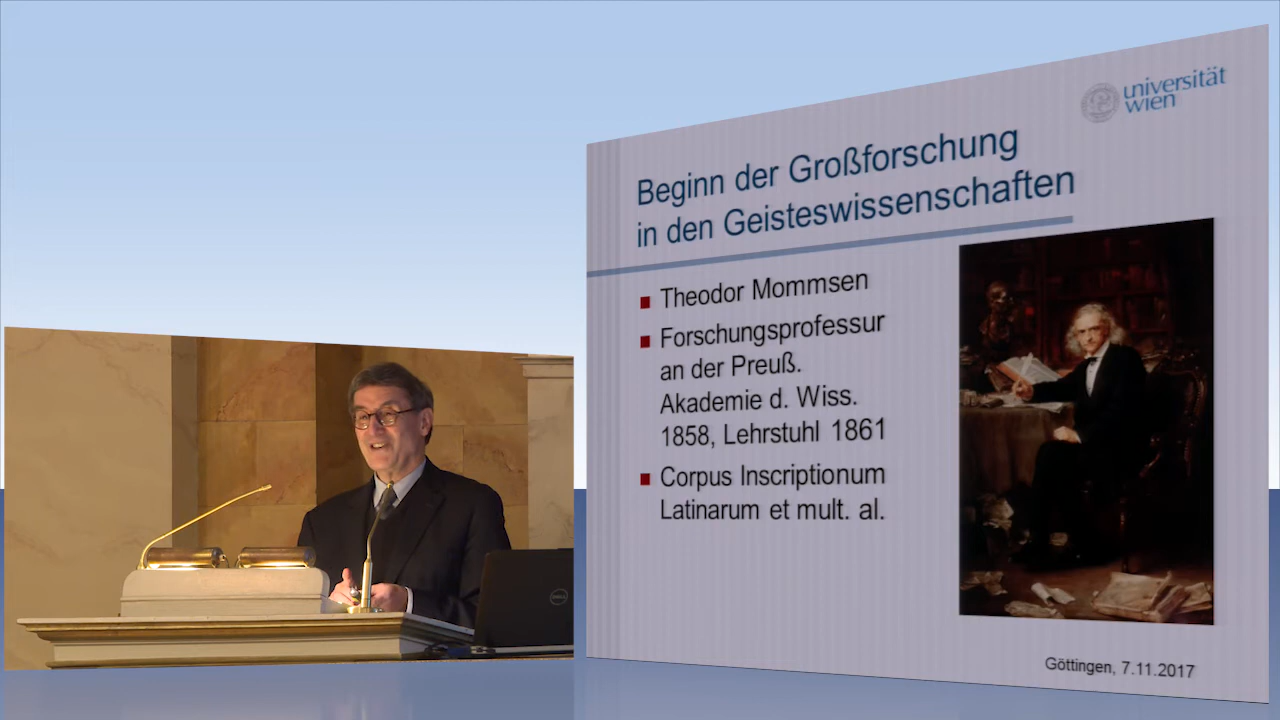 universität
wien
Beginn der Großforschung
in den Geisteswissenschaften
Theodor Mommsen
Forschungsprofessur
an der Preuß.
Akademie d. Wiss.
1858, Lehrstuhl 1861
Corpus Inscriptionum
Latinarum et mult. al.
Göttingen, 7.11.2017
DELL